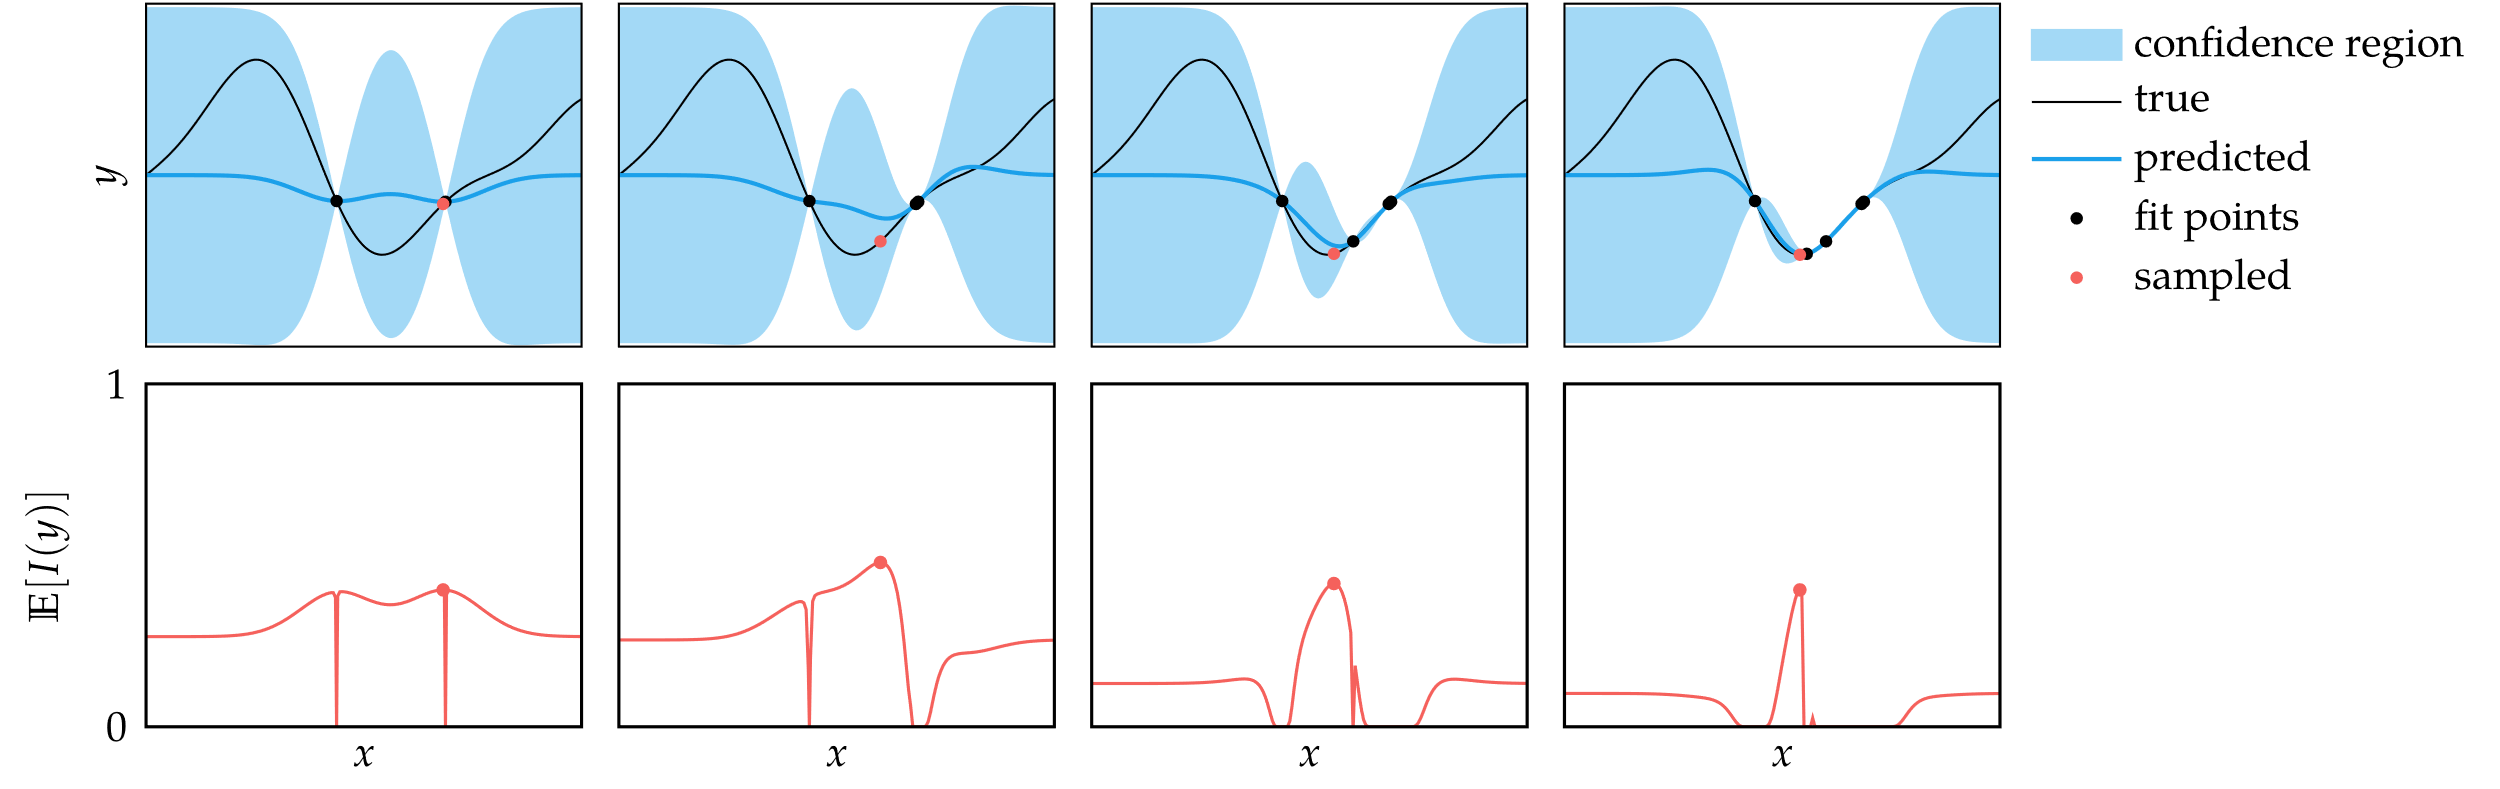 y
confidence region
true
predicted
fit points
sampled
1
𝔼[I(y)]
0
x
x
x
x